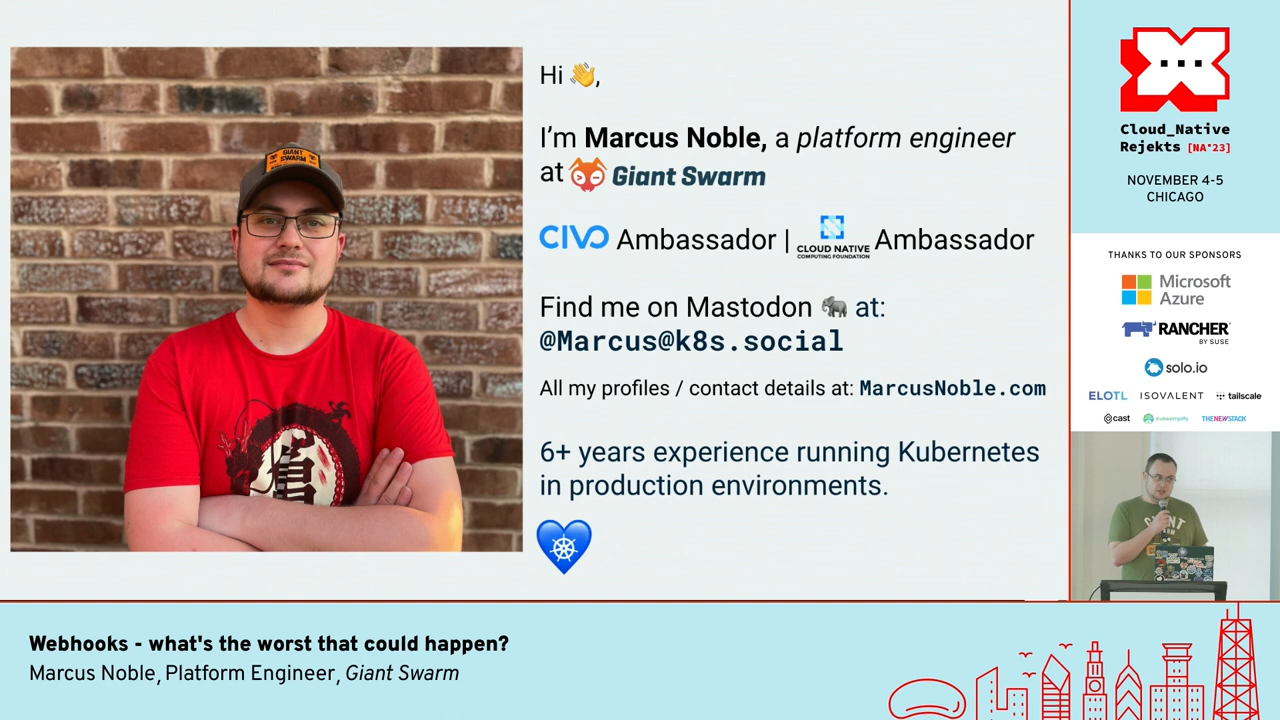 GIANT
SWARM
Hi 👋,
I'm Marcus Noble, a platform engineer
at Giant Swarm
CIVO Ambassador | CLOUD NATIVE
COMPUTING FOUNDATION Ambassador
Find me on Mastodon 🐘 at:
@Marcus@k8s.social
All my profiles / contact details at: MarcusNoble.com
6+ years experience running Kubernetes
in production environments.
Cloud_Native
Rejekts [NA'23]
NOVEMBER 4-5
CHICAGO
THANKS TO OUR SPONSORS
Microsoft
Azure
RANCHER
BY SUSE
solo.io
ELOTL ISOVALENT tailscale
cast kubesimplify THENEWSTACK
GIANT
Webhooks - what's the worst that could happen?
Marcus Noble, Platform Engineer, Giant Swarm